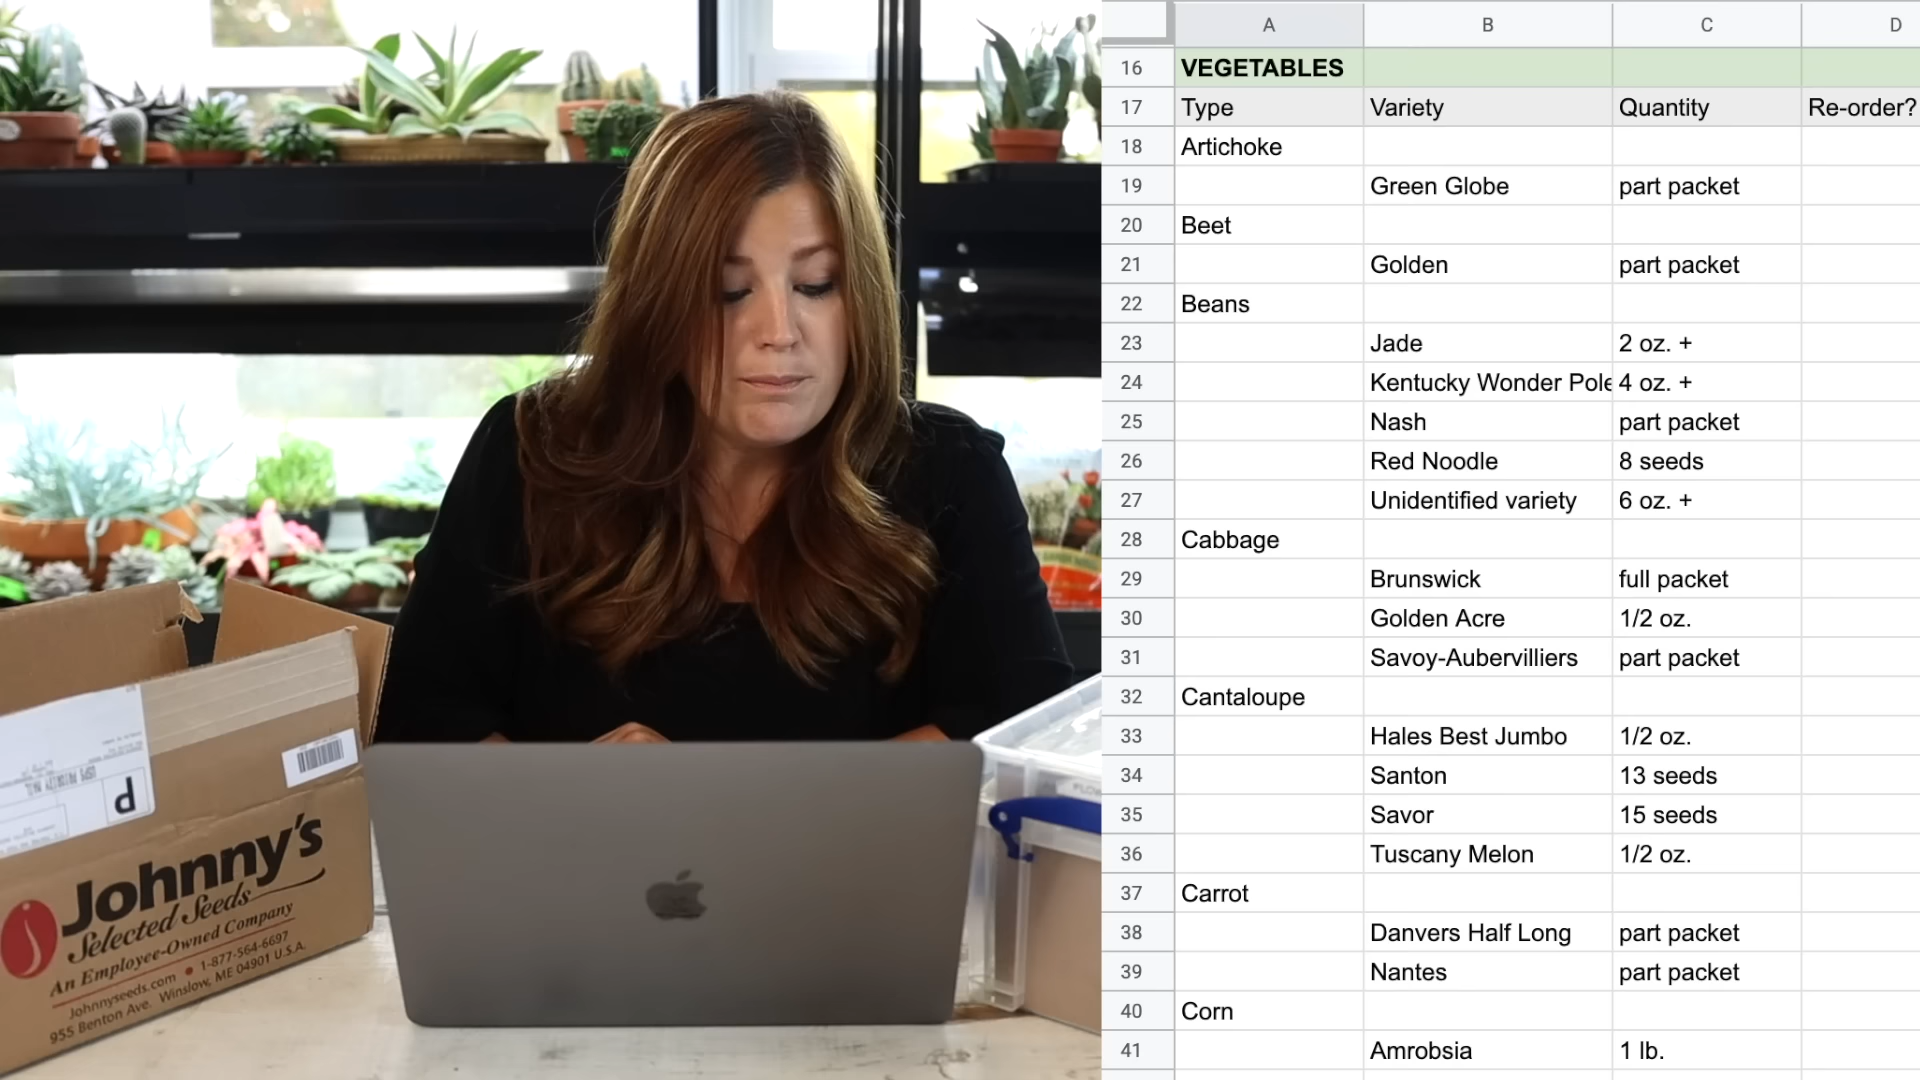 P
Johnny's
Selected Seeds
An Employee-Owned Company
Johnnyseeds.com • 1-877-564-6697
955 Benton Ave. Winslow, ME 04901 U.S.A.
A B C D
16 VEGETABLES
17 Type Variety Quantity Re-order?
18 Artichoke
19 Green Globe part packet
20 Beet
21 Golden part packet
22 Beans
23 Jade 2 oz. +
24 Kentucky Wonder Pole 4 oz. +
25 Nash part packet
26 Red Noodle 8 seeds
27 Unidentified variety 6 oz. +
28 Cabbage
29 Brunswick full packet
30 Golden Acre 1/2 oz.
31 Savoy-Aubervilliers part packet
32 Cantaloupe
33 Hales Best Jumbo 1/2 oz.
34 Santon 13 seeds
35 Savor 15 seeds
36 Tuscany Melon 1/2 oz.
37 Carrot
38 Danvers Half Long part packet
39 Nantes part packet
40 Corn
41 Amrobsia 1 lb.